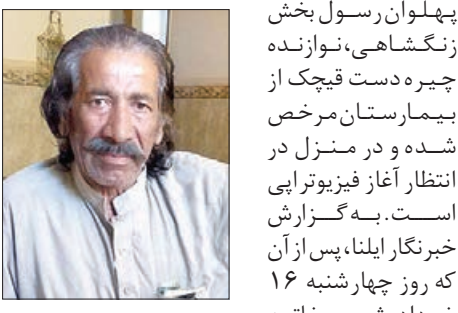 پهلوان رسول بخش
زنگشاهی، نوازنده
چیره دست قیچک از
بیمارستان مرخص
شده و در منزل در
انتظار آغاز فیزیوتراپی
است. به گزارش
خبرنگار ایلنا، پس از آن
که روز چهارشنبه ۱۶